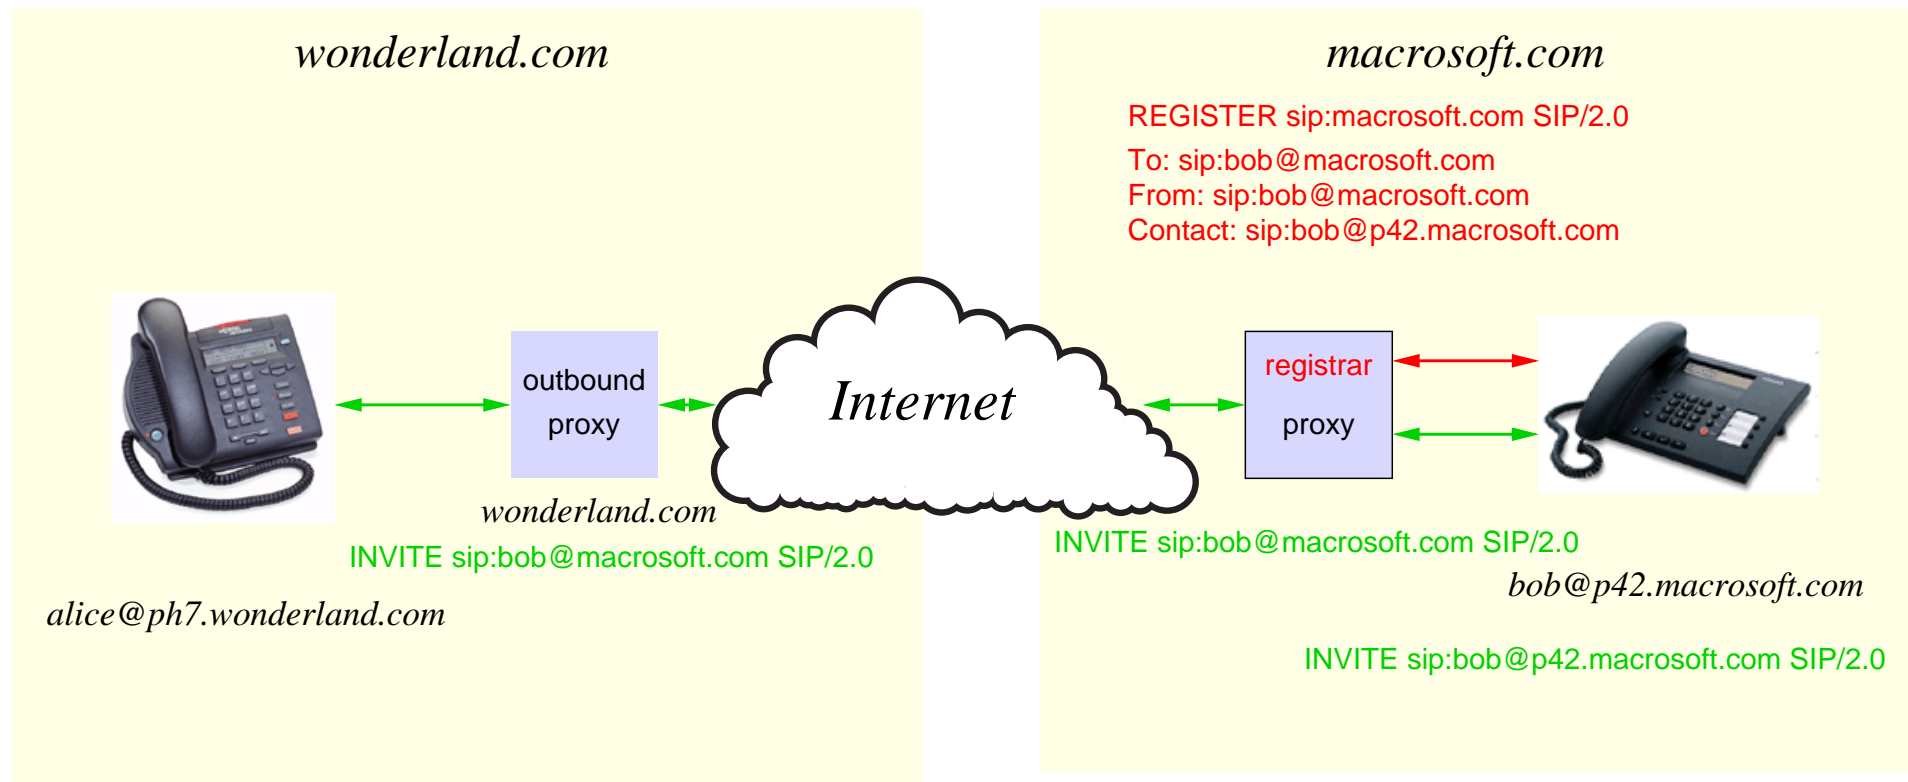 wonderland.com
macrosoft.com
REGISTER sip:macrosoft.com SIP/2.0
To: sip:bob@macrosoft.com
From: sip:bob@macrosoft.com
Contact: sip:bob@p42.macrosoft.com
outbound
proxy
Internet
registrar
proxy
wonderland.com
INVITE sip:bob@macrosoft.com SIP/2.0
INVITE sip:bob@macrosoft.com SIP/2.0
bob@p42.macrosoft.com
alice@ph7.wonderland.com
INVITE sip:bob@p42.macrosoft.com SIP/2.0